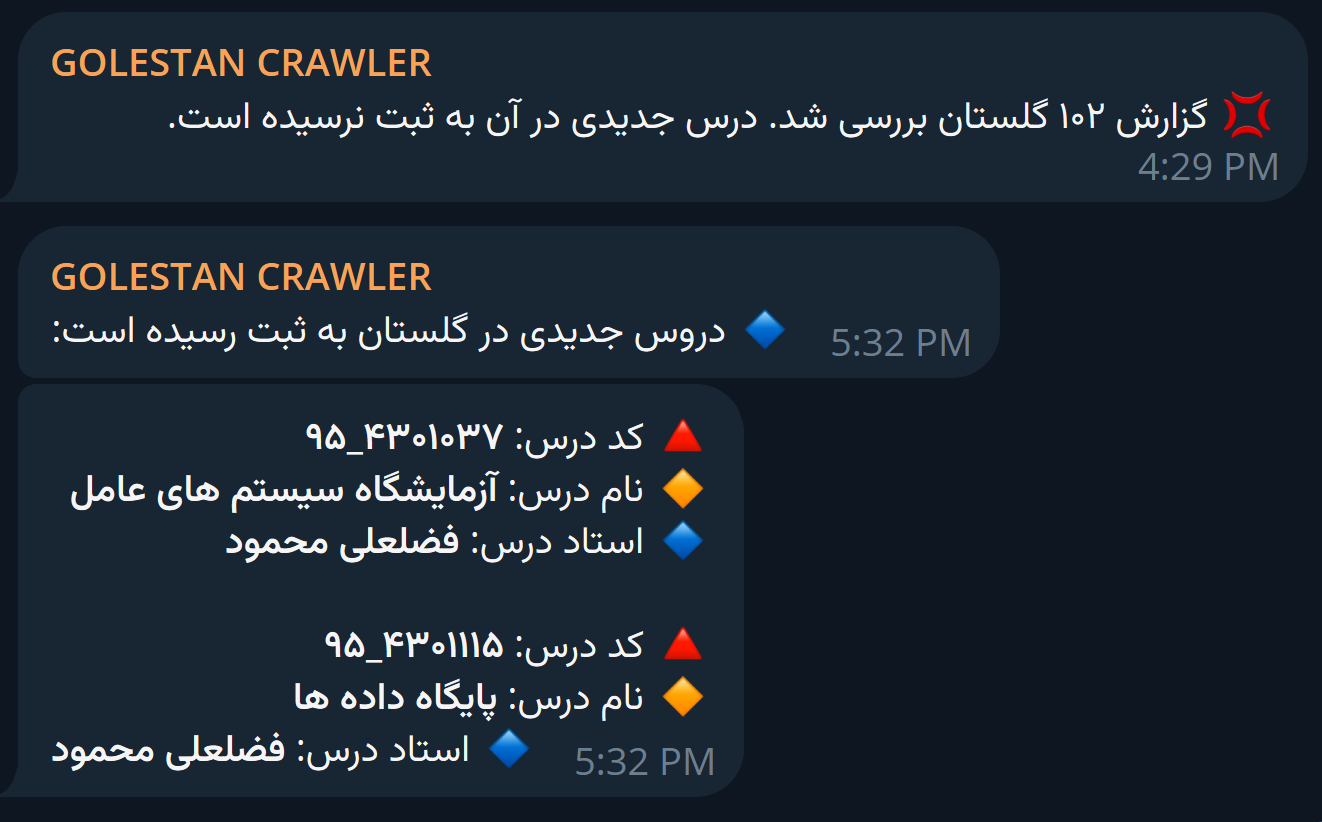 GOLESTAN CRAWLER
💢 گزارش ۱۰۲ گلستان بررسی شد. درس جدیدی در آن به ثبت نرسیده است.
4:29 PM
GOLESTAN CRAWLER
🔷 دروس جدیدی در گلستان به ثبت رسیده است:
5:32 PM
🔺 کد درس: ۹۵_۴۳۰۱۰۳۷
🔶 نام درس: آزمایشگاه سیستم های عامل
🔷 استاد درس: فضلعلی محمود
🔺 کد درس: ۹۵_۴۳۰۱۱۱۵
🔶 نام درس: پایگاه داده ها
🔷 استاد درس: فضلعلی محمود
5:32 PM